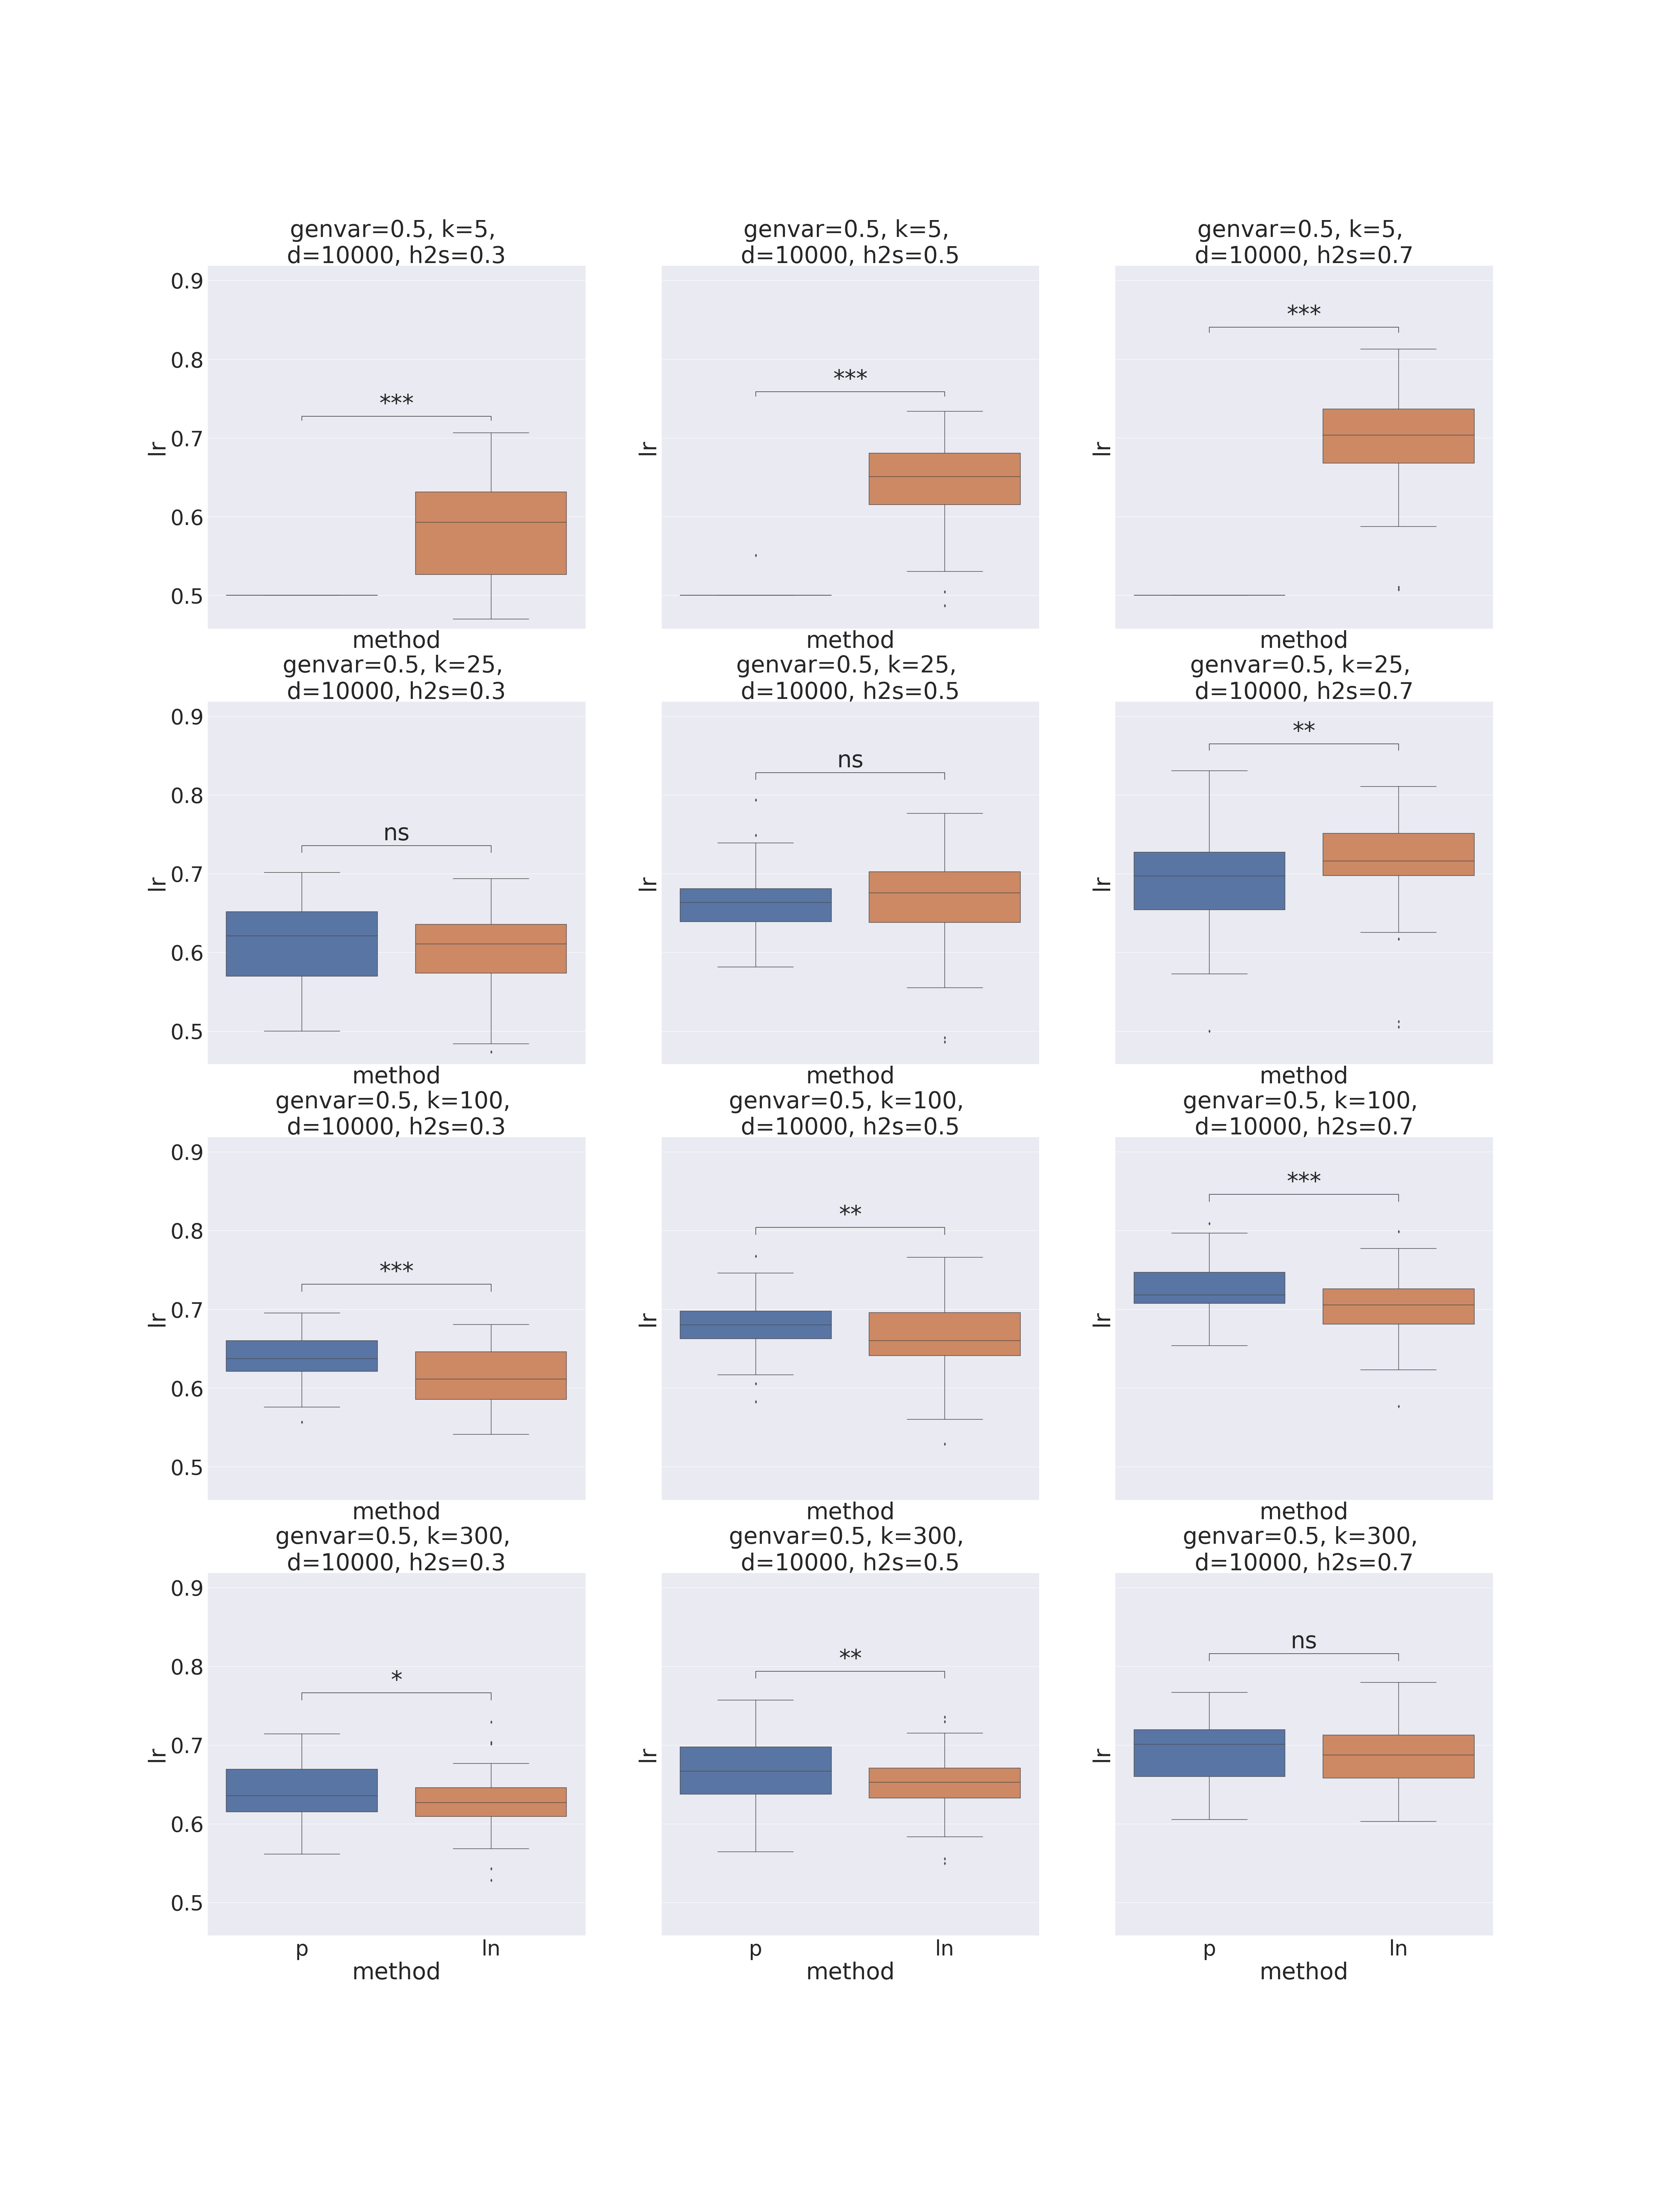 genvar=0.5, k=5,
d=10000, h2s=0.3
genvar=0.5, k=5,
d=10000, h2s=0.5
genvar=0.5, k=5,
d=10000, h2s=0.7
0.9
0.8
0.7
0.6
0.5
lr
***
method
lr
***
method
lr
***
method
genvar=0.5, k=25,
d=10000, h2s=0.3
genvar=0.5, k=25,
d=10000, h2s=0.5
genvar=0.5, k=25,
d=10000, h2s=0.7
0.9
0.8
0.7
0.6
0.5
lr
ns
method
lr
ns
method
lr
**
method
genvar=0.5, k=100,
d=10000, h2s=0.3
genvar=0.5, k=100,
d=10000, h2s=0.5
genvar=0.5, k=100,
d=10000, h2s=0.7
0.9
0.8
0.7
0.6
0.5
lr
***
method
lr
**
method
lr
***
method
genvar=0.5, k=300,
d=10000, h2s=0.3
genvar=0.5, k=300,
d=10000, h2s=0.5
genvar=0.5, k=300,
d=10000, h2s=0.7
0.9
0.8
0.7
0.6
0.5
lr
*
p ln
method
lr
**
p ln
method
lr
ns
p ln
method